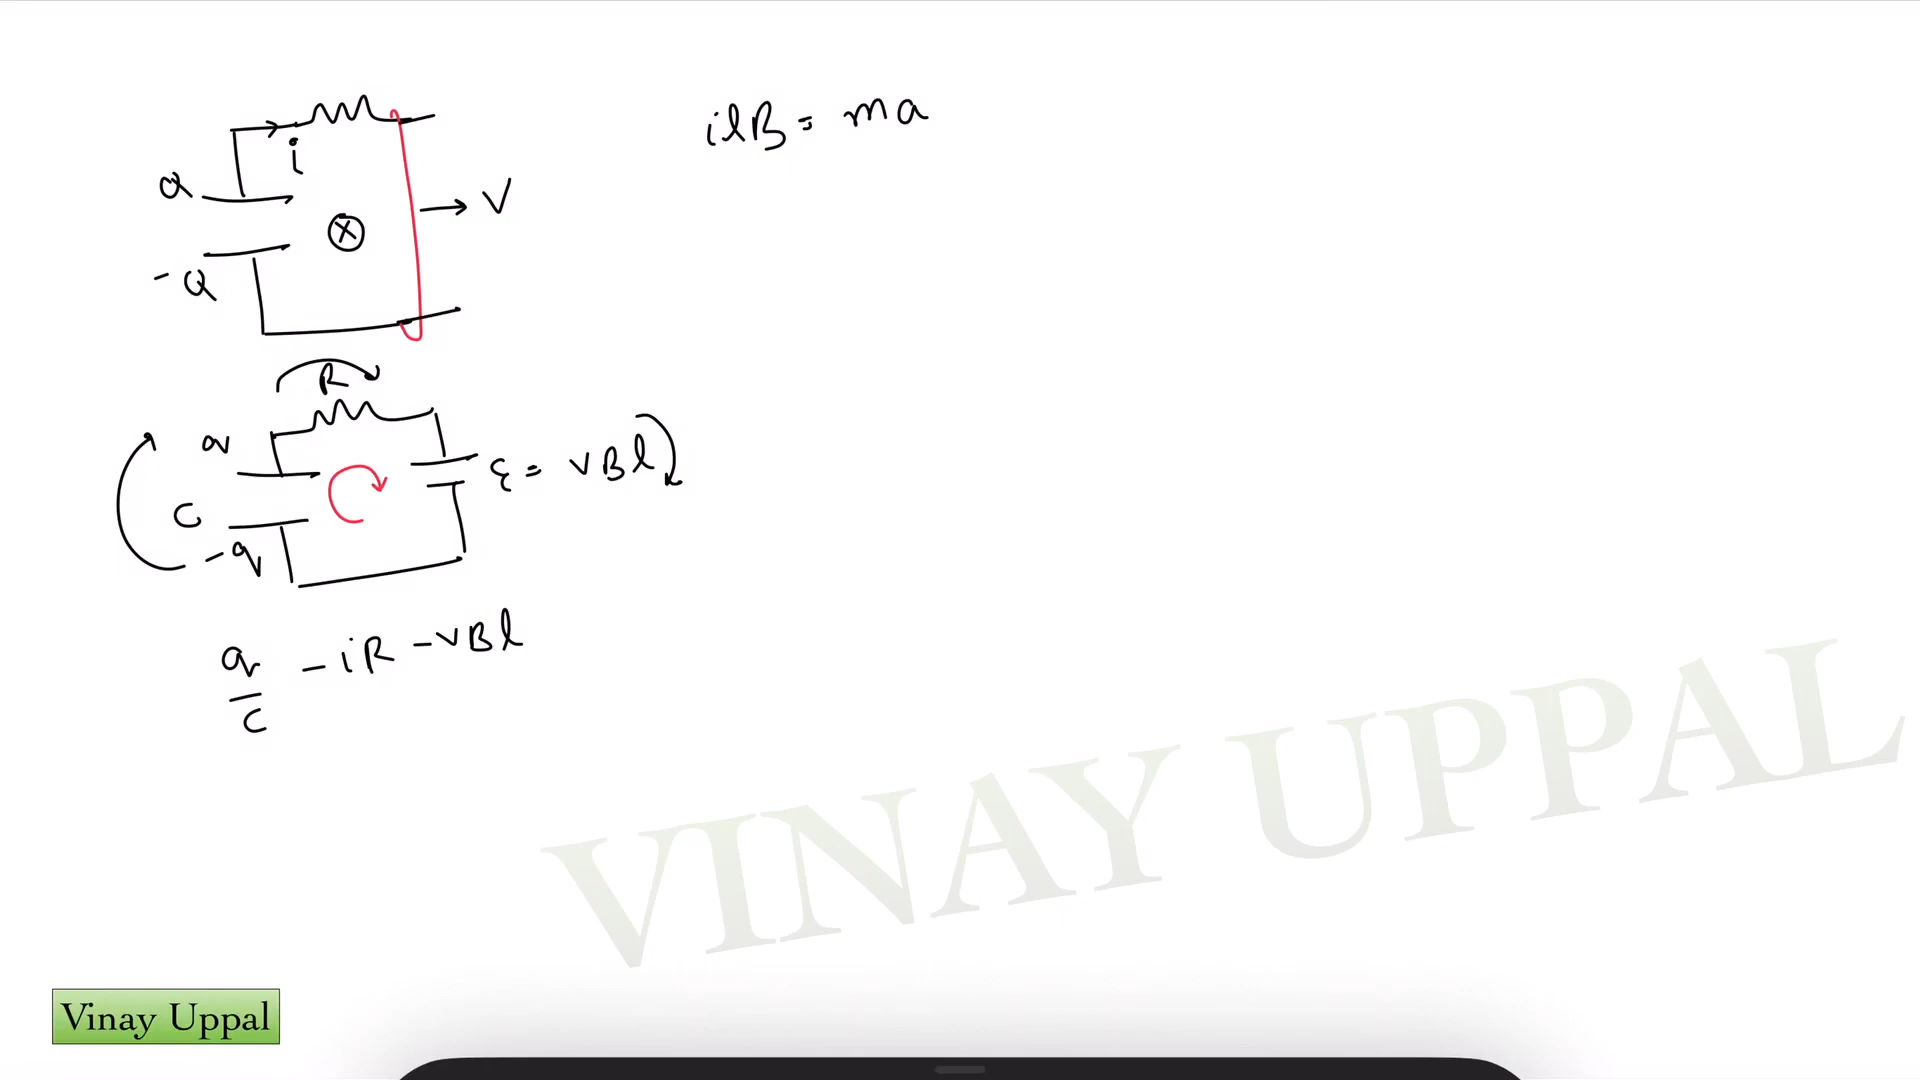 ilB = ma
i
Q
V
-Q
R
q
ε = vBl
C
-q
q/c - iR - vBl
VINAY UPPAL
Vinay Uppal